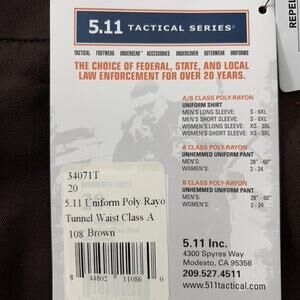 REPEL
5.11 TACTICAL SERIES
TACTICAL FOOTWEAR UNDERGEAR ACCESSORIES UNDERCOVER OUTERWEAR UNIFORMS
THE CHOICE OF FEDERAL, STATE, AND LOCAL
LAW ENFORCEMENT FOR OVER 20 YEARS.
A/B CLASS POLY-RAYON
UNIFORM SHIRT
MEN'S LONG SLEEVE: S - 6XL
MEN'S SHORT SLEEVE: S - 6XL
WOMEN'S LONG SLEEVE: XS - 3XL
WOMEN'S SHORT SLEEVE: XS - 3XL
A CLASS POLY-RAYON
UNHEMMED UNIFORM PANT
MEN'S: 28" - 60"
WOMEN'S: 2 - 24
B CLASS POLY-RAYON
UNHEMMED UNIFORM PANT
MEN'S: 28" - 60"
WOMEN'S: 2 - 24
34071T
20
5.11 Uniform Poly Rayo
Tunnel Waist Class A
108 Brown
8 44802 11086 0
5.11 Inc.
4300 Spyres Way
Modesto, CA 95356
209.527.4511
www.511tactical.com